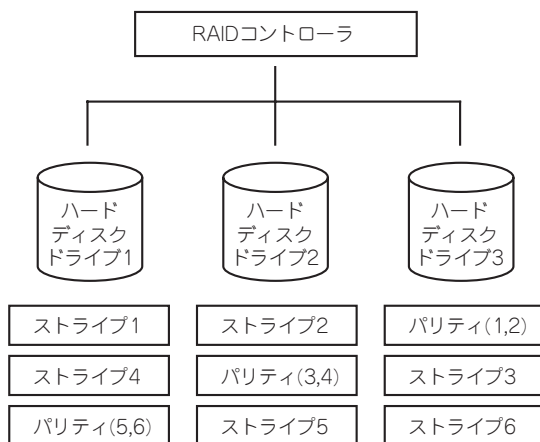 RAIDコントローラ
ハード
ディスク
ドライブ1
ハード
ディスク
ドライブ2
ハード
ディスク
ドライブ3
ストライプ1
ストライプ2
パリティ(1,2)
ストライプ4
パリティ(3,4)
ストライプ3
パリティ(5,6)
ストライプ5
ストライプ6